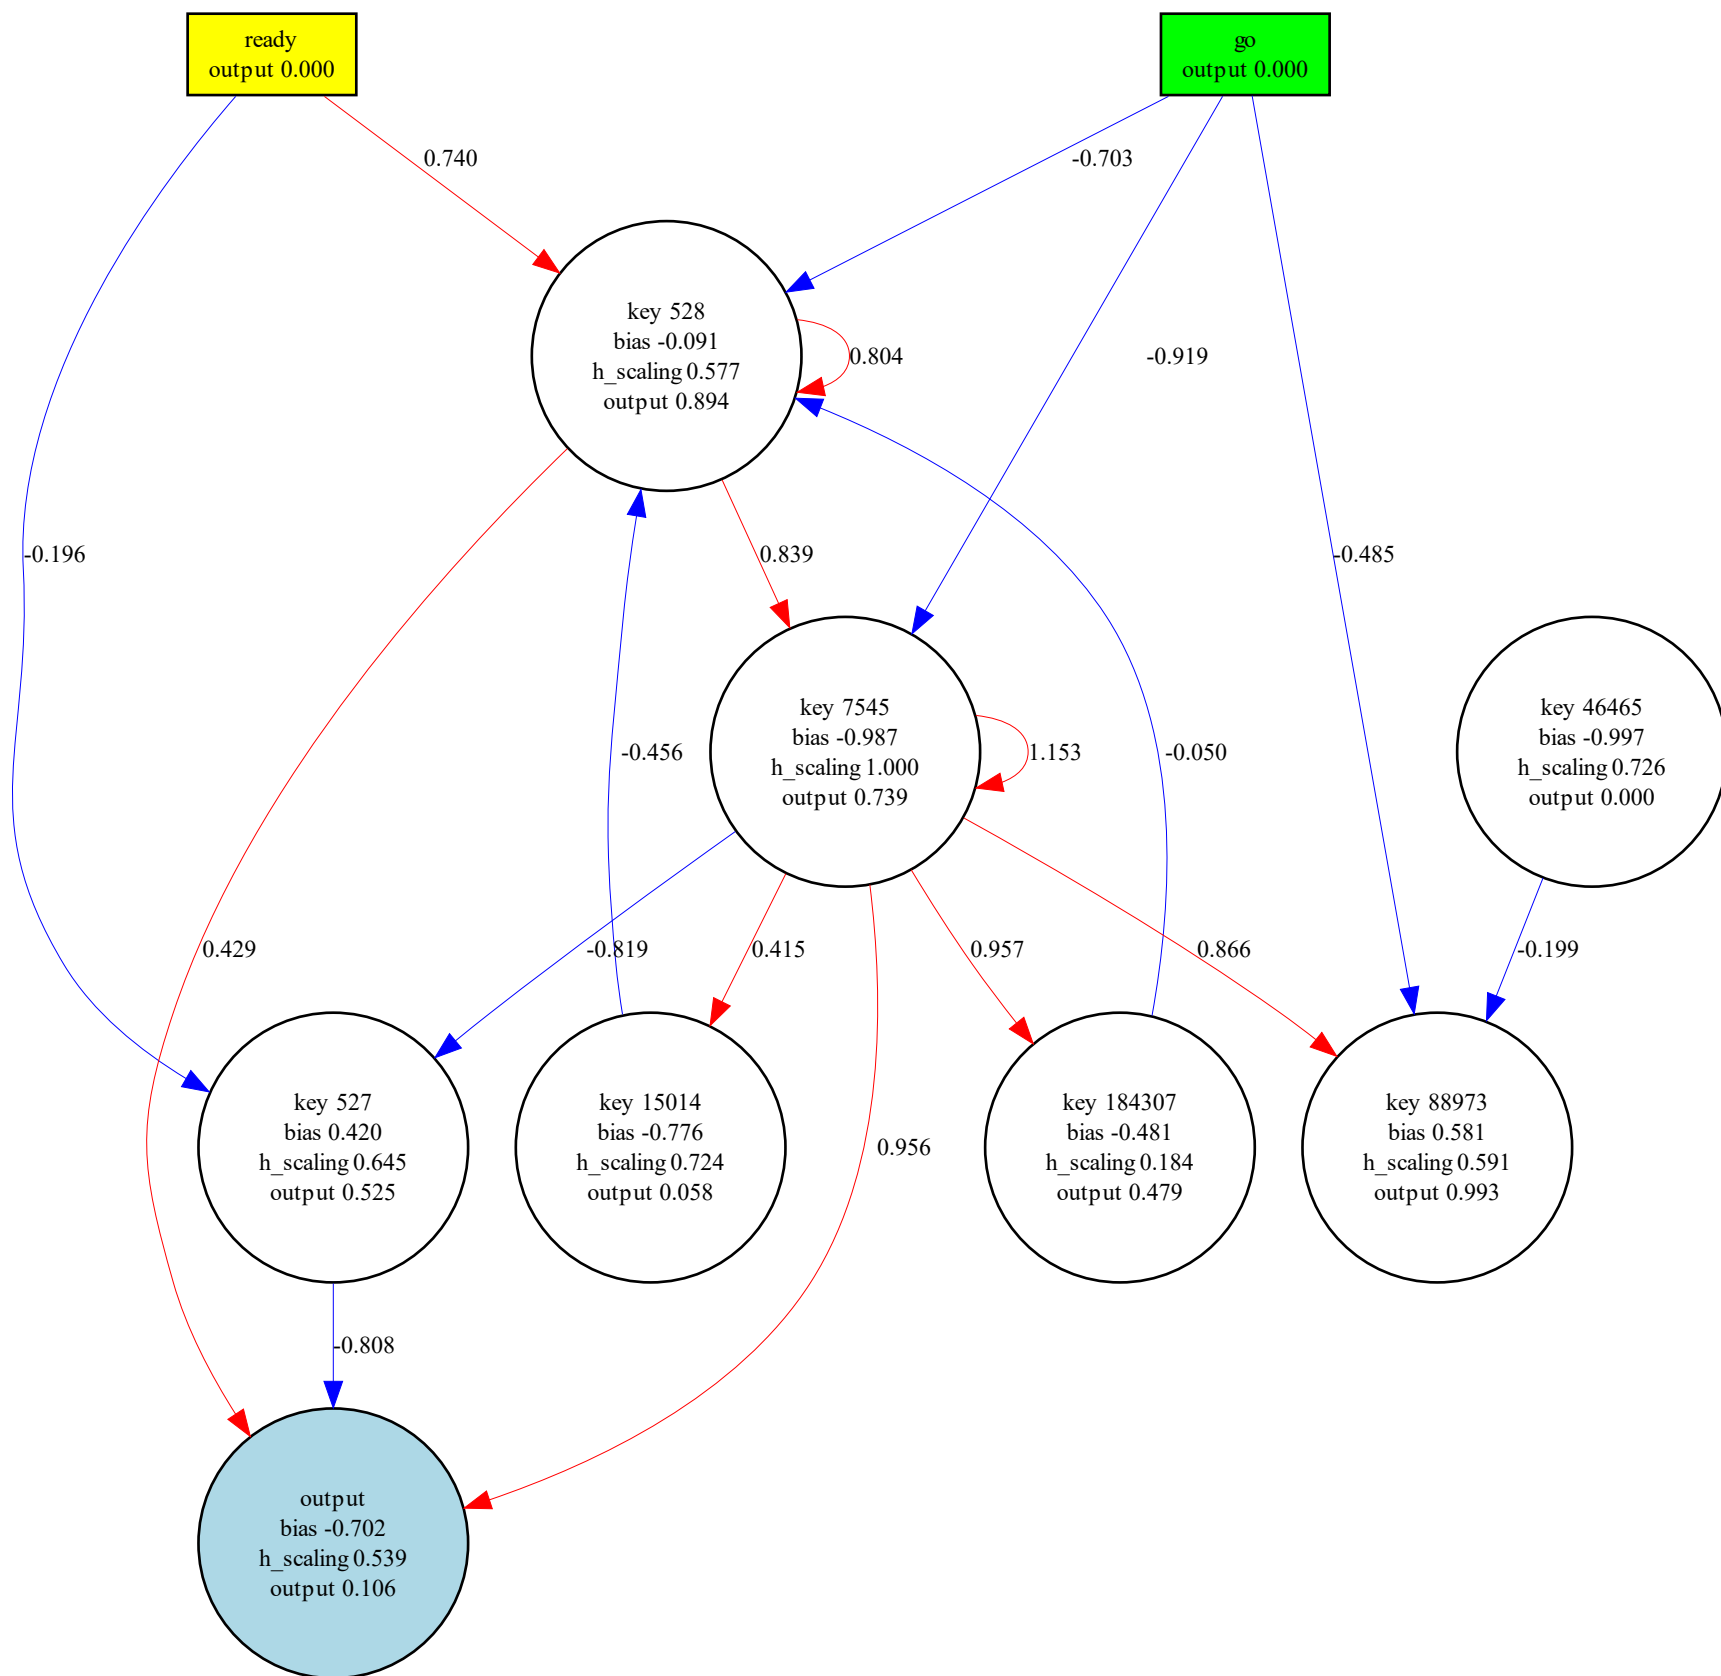 ready
output 0.000
go
output 0.000
0.740
-0.703
key 528
bias -0.091
h_scaling 0.577
output 0.894
0.804
-0.919
-0.196
0.839
-0.485
key 7545
bias -0.987
h_scaling 1.000
output 0.739
1.153
-0.456
-0.050
key 46465
bias -0.997
h_scaling 0.726
output 0.000
0.429
-0.819
0.415
0.957
0.866
-0.199
key 527
bias 0.420
h_scaling 0.645
output 0.525
key 15014
bias -0.776
h_scaling 0.724
output 0.058
0.956
key 184307
bias -0.481
h_scaling 0.184
output 0.479
key 88973
bias 0.581
h_scaling 0.591
output 0.993
-0.808
output
bias -0.702
h_scaling 0.539
output 0.106